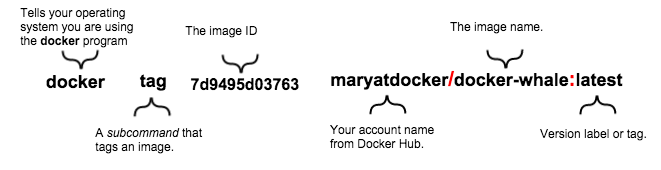 Tells your operating
system you are using
the docker program
The image ID
The image name.
docker tag 7d9495d03763 maryatdocker/docker-whale:latest
A subcommand that
tags an image.
Your account name
from Docker Hub.
Version label or tag.